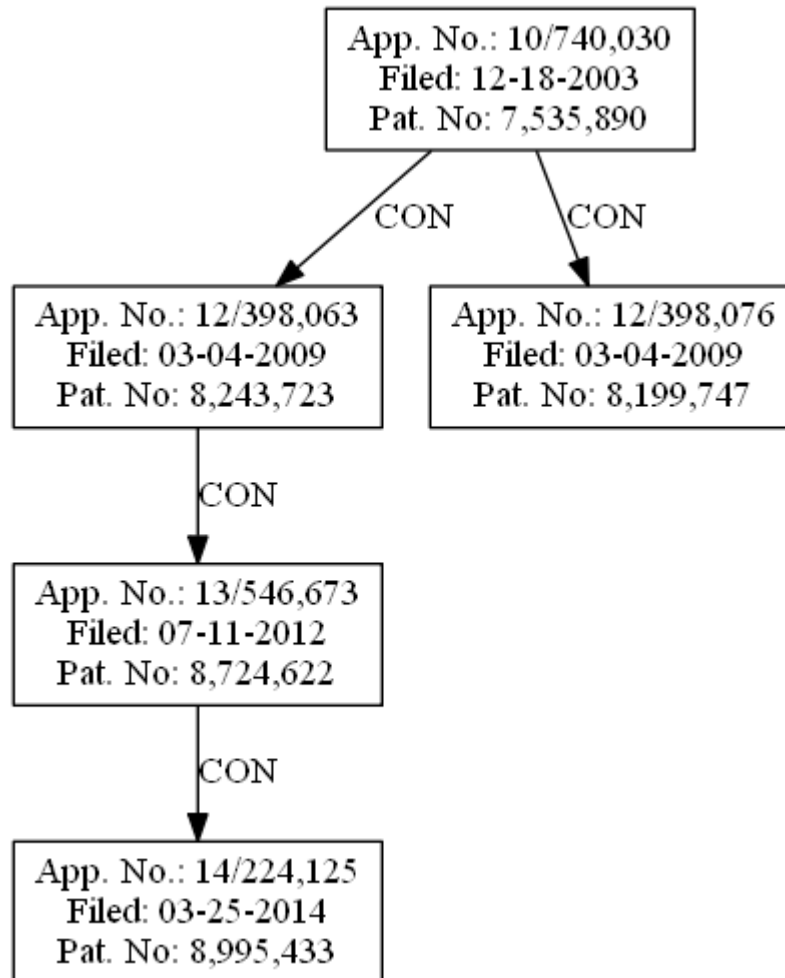 App. No.: 10/740,030
Filed: 12-18-2003
Pat. No: 7,535,890
CON
CON
App. No.: 12/398,063
Filed: 03-04-2009
Pat. No: 8,243,723
App. No.: 12/398,076
Filed: 03-04-2009
Pat. No: 8,199,747
CON
App. No.: 13/546,673
Filed: 07-11-2012
Pat. No: 8,724,622
CON
App. No.: 14/224,125
Filed: 03-25-2014
Pat. No: 8,995,433